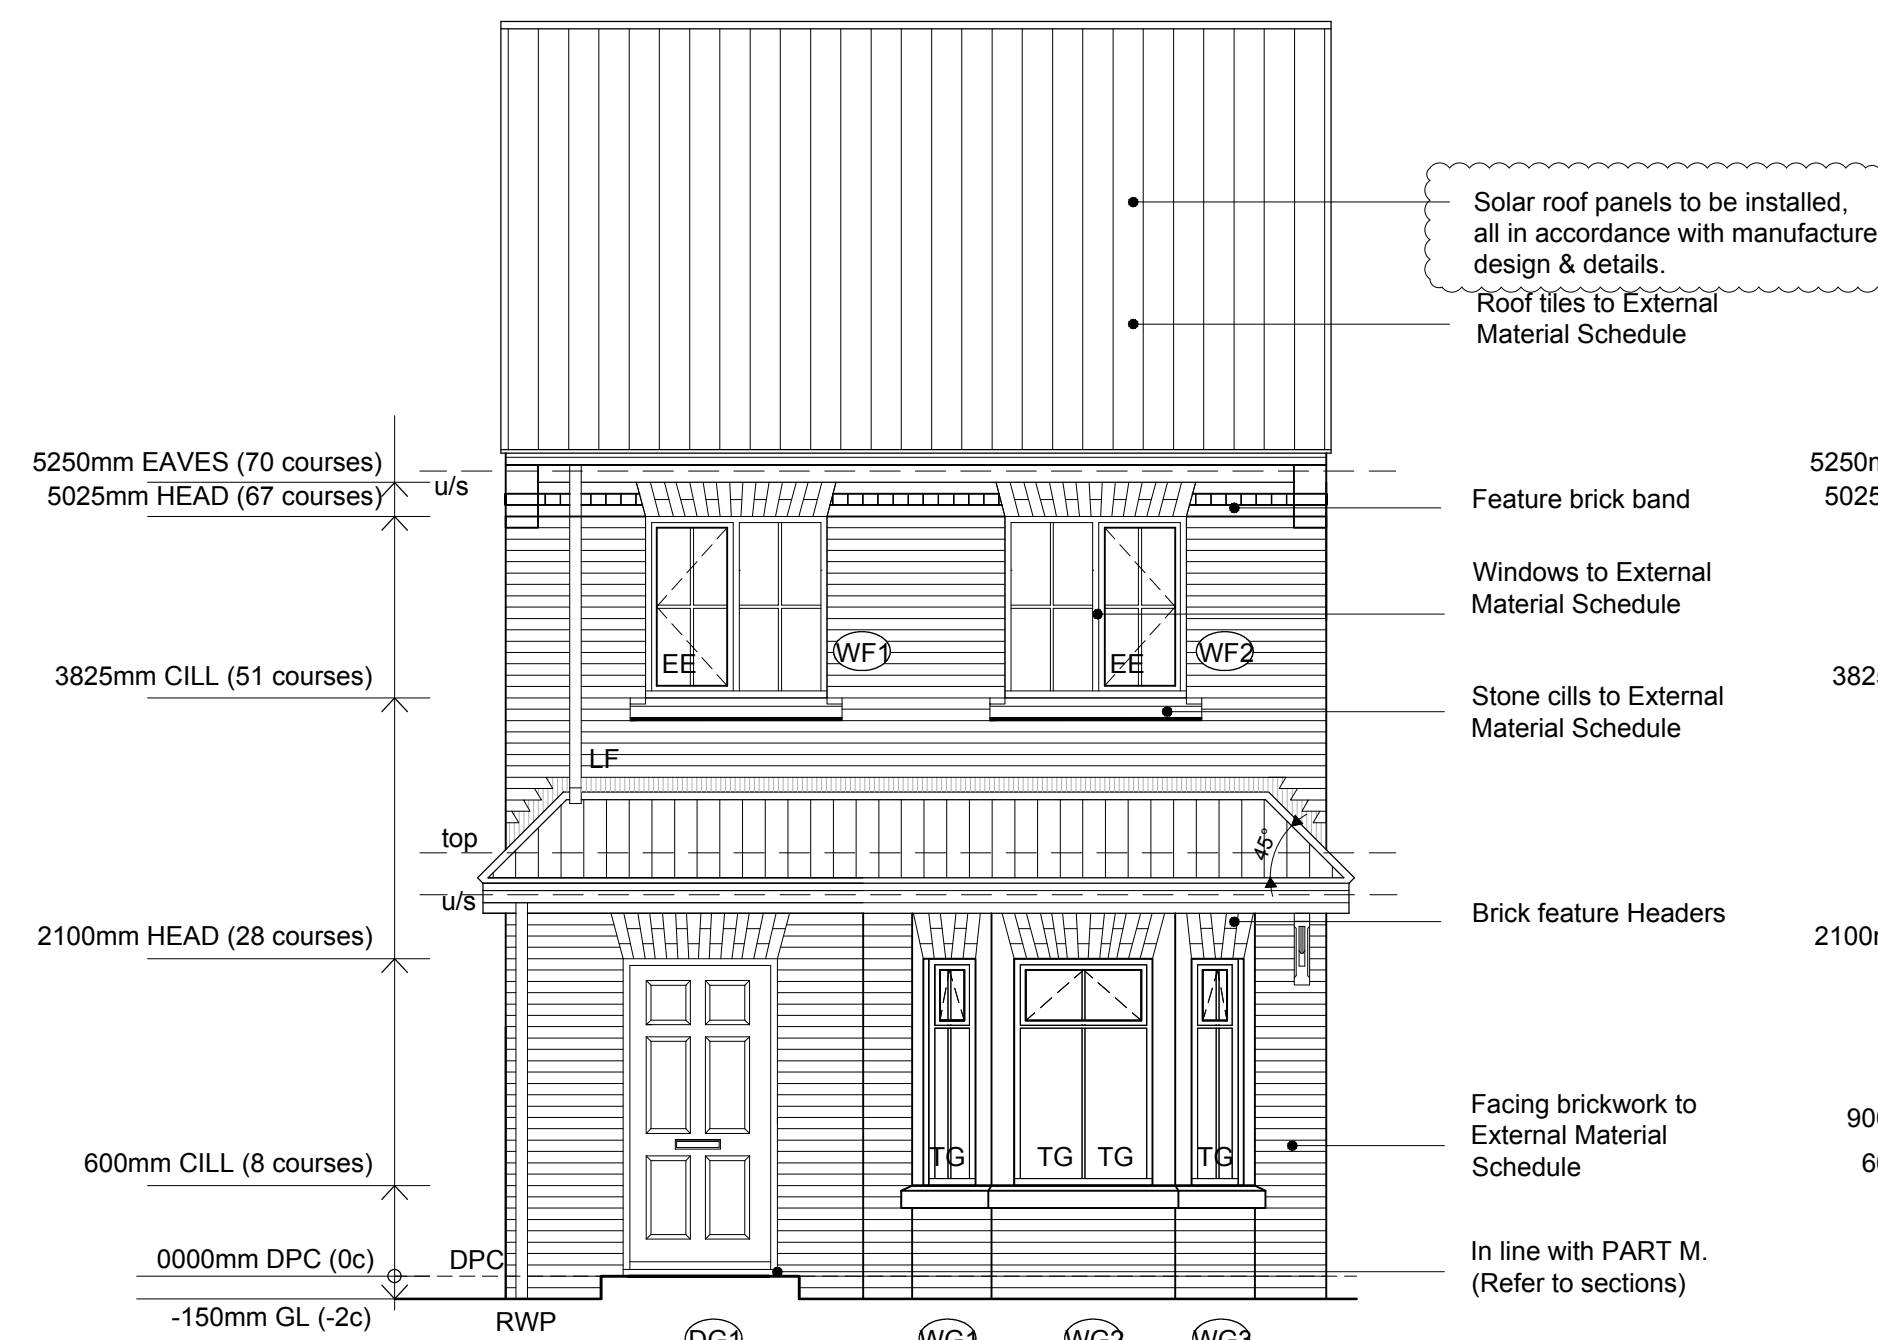 Solar roof panels to be installed,
all in accordance with manufacture
design & details.
Roof tiles to External
Material Schedule
5250mm EAVES (70 courses)
u/s
5025mm HEAD (67 courses)
Feature brick band
Windows to External
Material Schedule
EE
WF1
EE
WF2
3825mm CILL (51 courses)
Stone cills to External
Material Schedule
LF
top
45°
u/s
2100mm HEAD (28 courses)
Brick feature Headers
Facing brickwork to
External Material
Schedule
600mm CILL (8 courses)
TG
TG TG
TG
0000mm DPC (0c)
DPC
In line with PART M.
(Refer to sections)
-150mm GL (-2c)
RWP
DG1
WG1
WG2
WG3